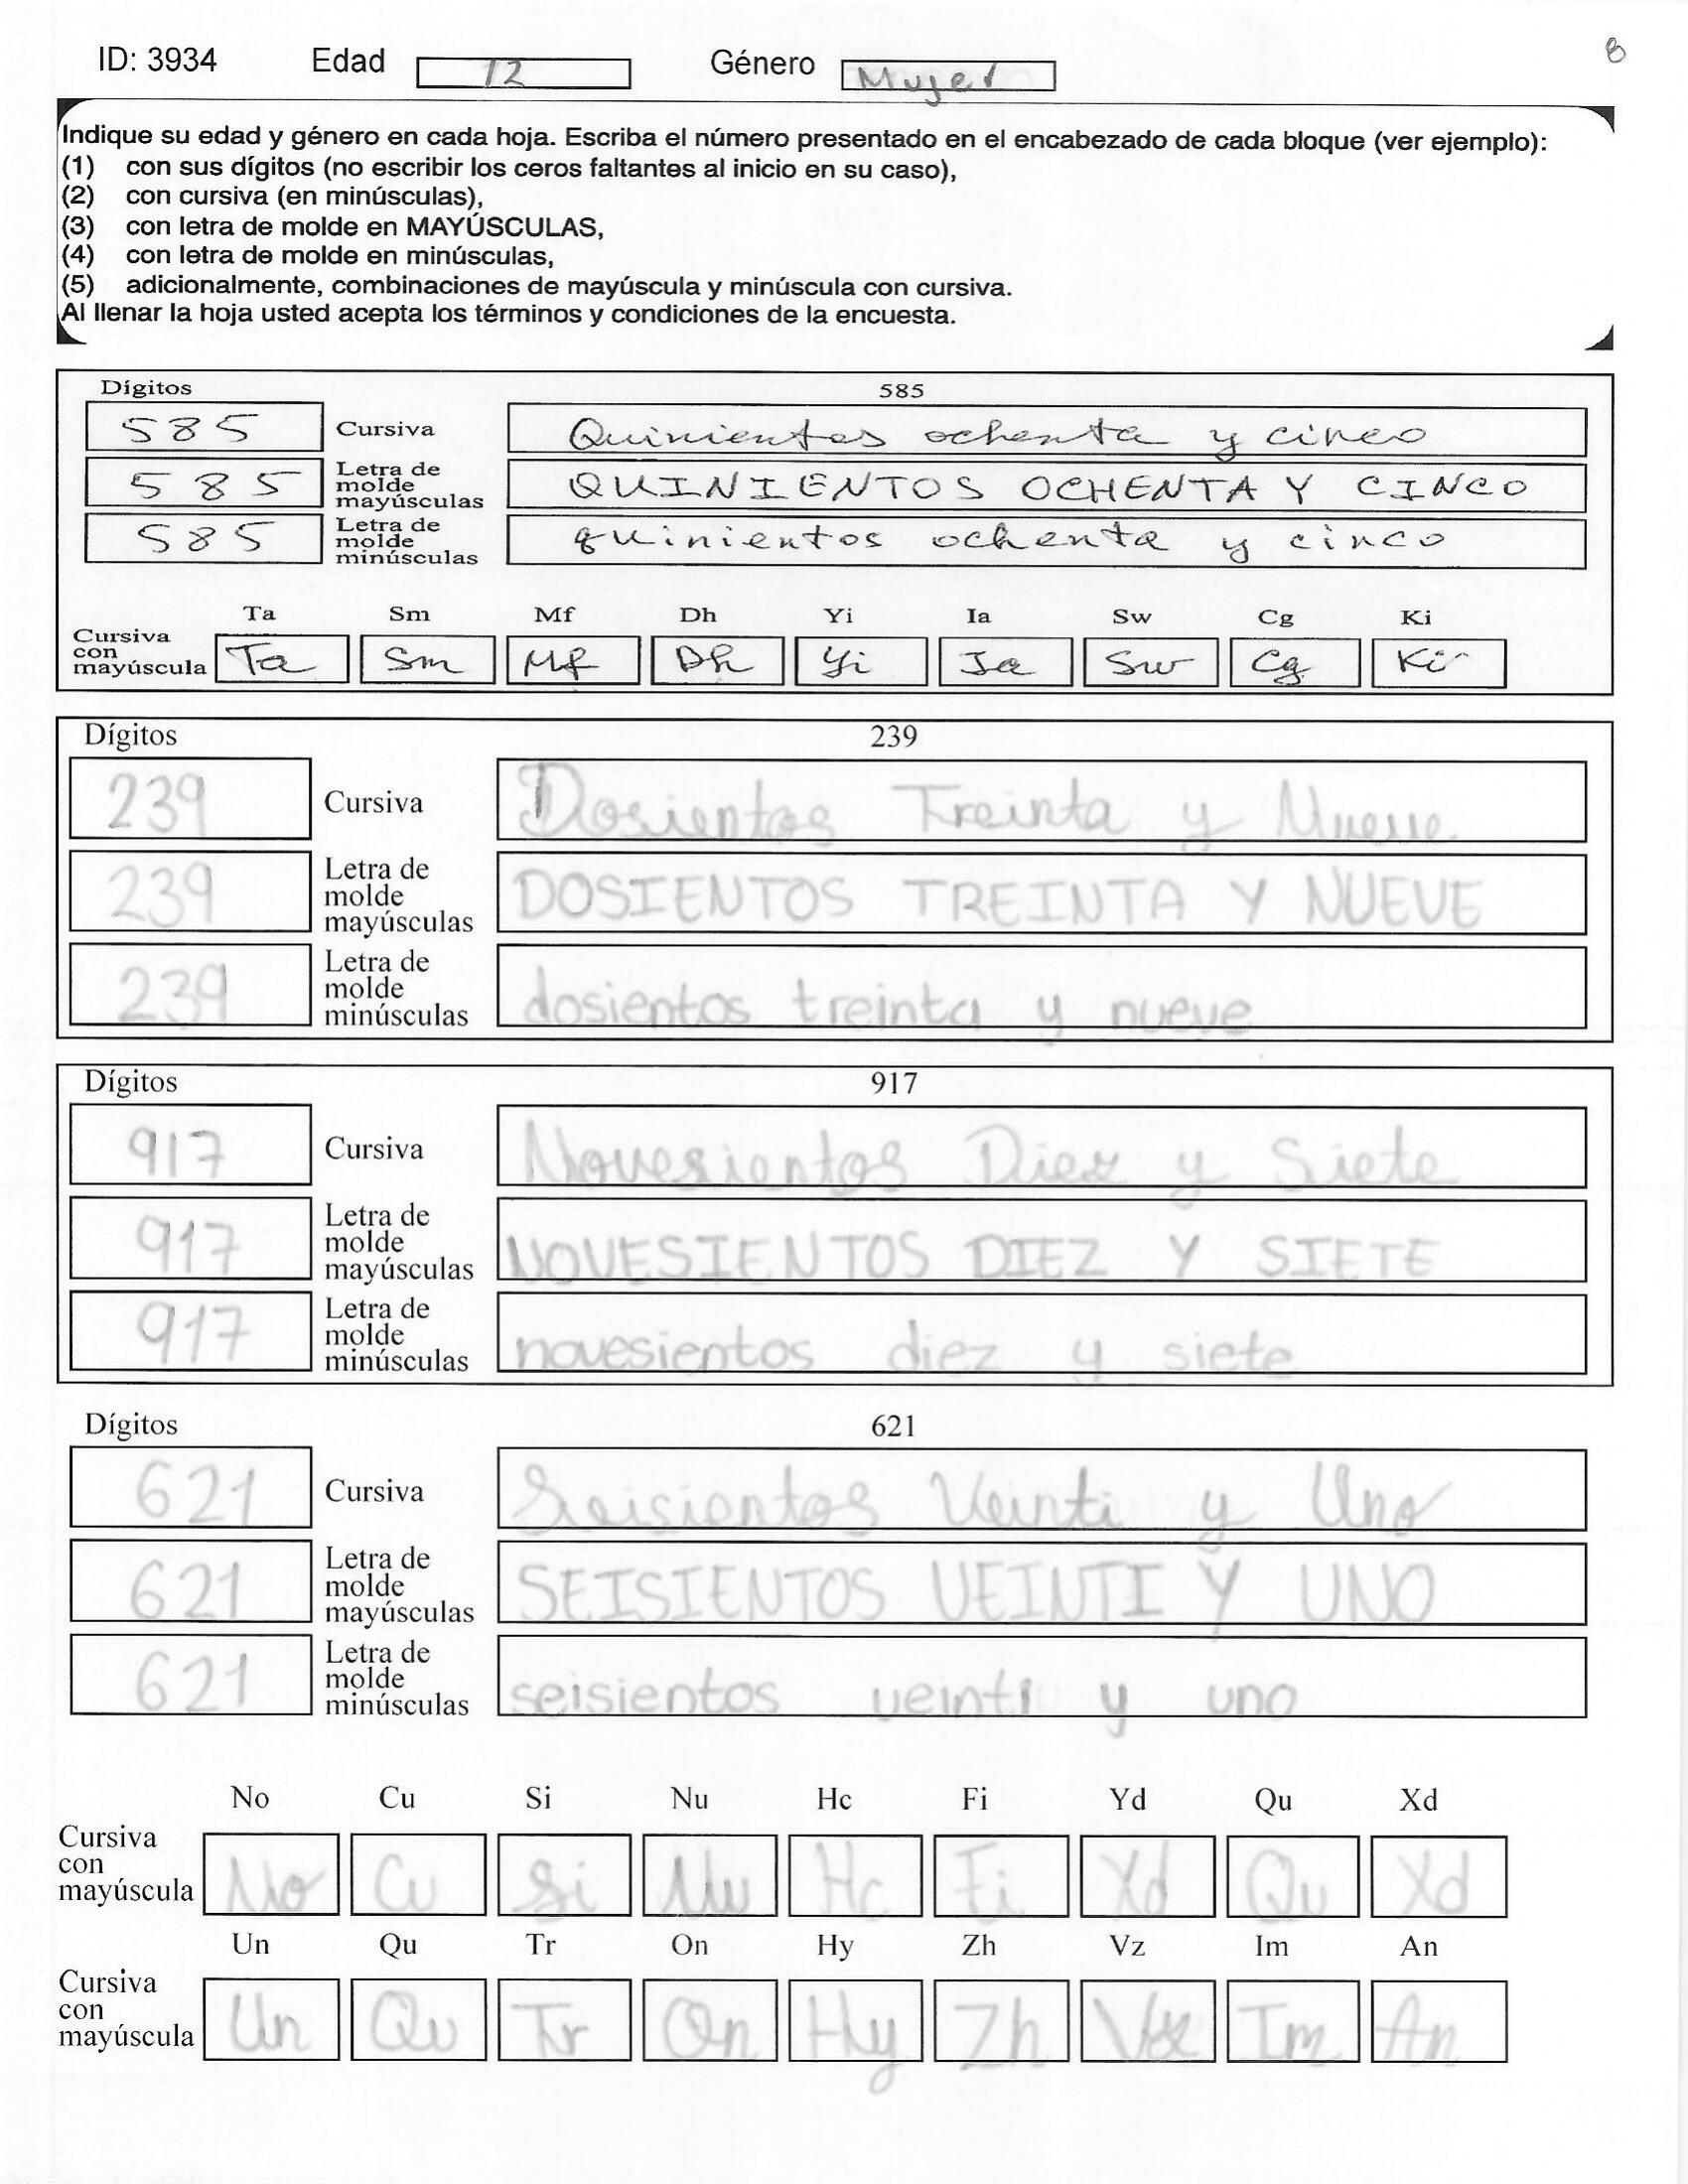 ID: 3934 Edad 12 Género Mujer 8
Indique su edad y género en cada hoja. Escriba el número presentado en el encabezado de cada bloque (ver ejemplo):
(1) con sus dígitos (no escribir los ceros faltantes al inicio en su caso),
(2) con cursiva (en minúsculas),
(3) con letra de molde en MAYÚSCULAS,
(4) con letra de molde en minúsculas,
(5) adicionalmente, combinaciones de mayúscula y minúscula con cursiva.
Al llenar la hoja usted acepta los términos y condiciones de la encuesta.
Dígitos 585
585 Cursiva Quinientos ochenta y cinco
585 Letra de molde mayúsculas QUINIENTOS OCHENTA Y CINCO
585 Letra de molde minúsculas quinientos ochenta y cinco
Ta Sm Mf Dh Yi Ia Sw Cg Ki
Cursiva con mayúscula Ta Sm Mf Dh Yi Ia Sw Cg Ki
Dígitos 239
239 Cursiva Dosientos Treinta y Nueve
239 Letra de molde mayúsculas DOSIENTOS TREINTA Y NUEVE
239 Letra de molde minúsculas dosientos treinta y nueve
Dígitos 917
917 Cursiva Novesientos Diez y Siete
917 Letra de molde mayúsculas NOVESIENTOS DIEZ Y SIETE
917 Letra de molde minúsculas novesientos diez y siete
Dígitos 621
621 Cursiva Seisientos Veinti y Uno
621 Letra de molde mayúsculas SEISIENTOS VEINTI Y UNO
621 Letra de molde minúsculas seisientos veinti y uno
No Cu Si Nu Hc Fi Yd Qu Xd
Cursiva con mayúscula No Cu Si Nu Hc Fi Yd Qu Xd
Un Qu Tr On Hy Zh Vz Im An
Cursiva con mayúscula Un Qu Tr On Hy Zh Vz Im An